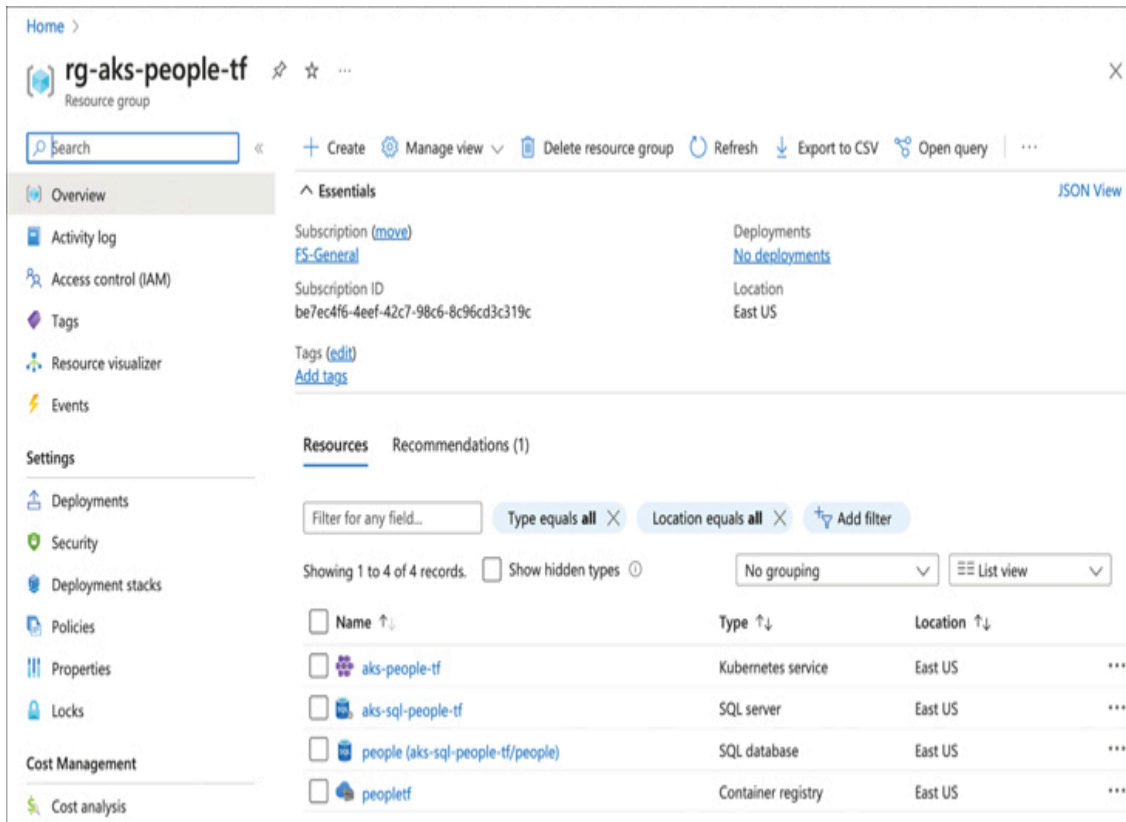 Home >
rg-aks-people-tf
Resource group
Search
Create Manage view Delete resource group Refresh Export to CSV Open query
Overview
Activity log
Access control (IAM)
Tags
Resource visualizer
Events
Settings
Deployments
Security
Deployment stacks
Policies
Properties
Locks
Cost Management
Cost analysis
Essentials
JSON View
Subscription (move)
FS-General
Subscription ID
be7ec4f6-4eef-42c7-98c6-8c96cd3c319c
Tags (edit)
Add tags
Deployments
No deployments
Location
East US
Resources Recommendations (1)
Filter for any field... Type equals all Location equals all Add filter
Showing 1 to 4 of 4 records. Show hidden types No grouping List view
Name Type Location
aks-people-tf Kubernetes service East US
aks-sql-people-tf SQL server East US
people (aks-sql-people-tf/people) SQL database East US
peopletf Container registry East US